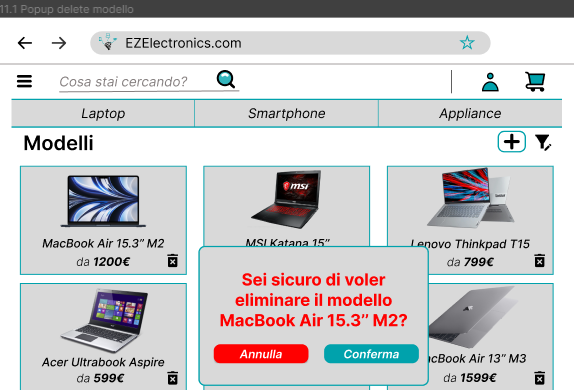 11.1 Popup delete modello
EZElectronics.com
Cosa stai cercando?
Laptop
Smartphone
Appliance
Modelli
msi
MacBook Air 15.3’’ M2
MSI Katana 15’’
Lenovo Thinkpad T15
da 1200€
da 799€
Sei sicuro di voler
eliminare il modello
MacBook Air 15.3’’ M2?
Annulla
Conferma
Acer Ultrabook Aspire
Air 13’’ M3
da 599€
da 1599€